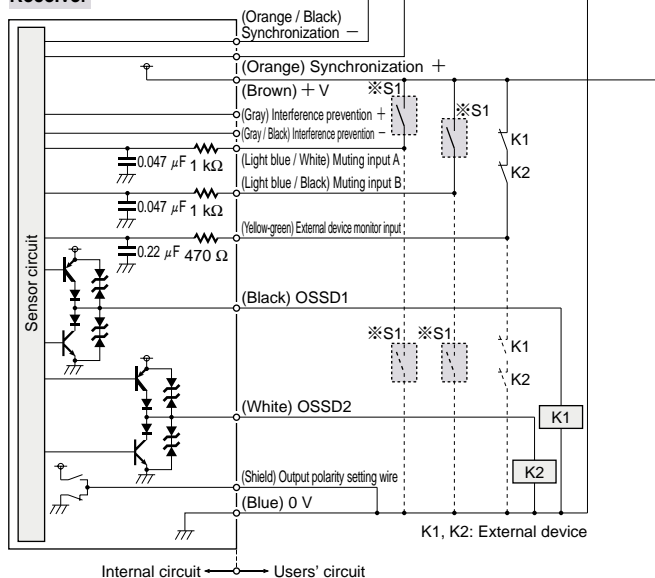 Receiver
(Orange / Black)
Synchronization −
(Orange) Synchronization +
(Brown) + V
※S1
※S1
(Gray) Interference prevention +
(Gray / Black) Interference prevention −
K1
0.047 μF 1 kΩ
(Light blue / White) Muting input A
K2
(Light blue / Black) Muting input B
0.047 μF 1 kΩ
(Yellow-green) External device monitor input
0.22 μF 470 Ω
Sensor circuit
(Black) OSSD1
※S1 ※S1
K1
K2
(White) OSSD2
K1
K2
(Shield) Output polarity setting wire
(Blue) 0 V
K1, K2: External device
Internal circuit Users' circuit